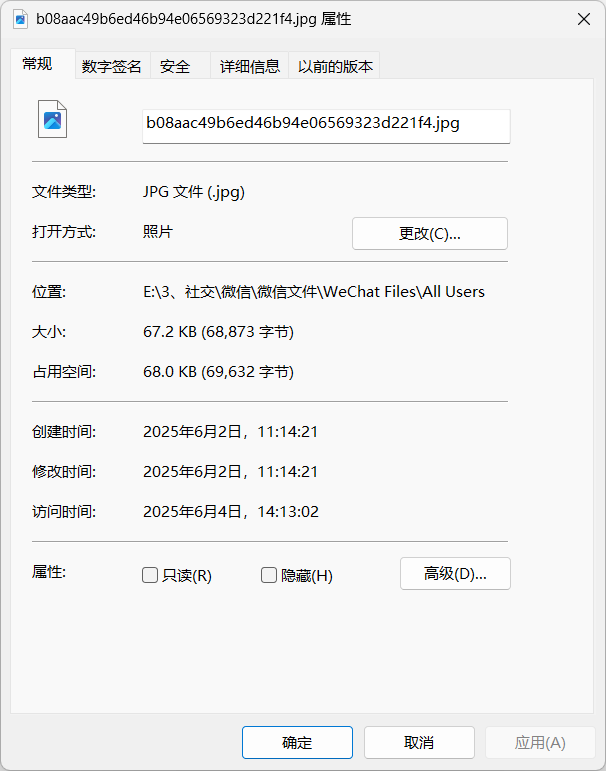 b08aac49b6ed46b94e06569323d221f4.jpg 属性
常规 数字签名 安全 详细信息 以前的版本
b08aac49b6ed46b94e06569323d221f4.jpg
文件类型: JPG 文件 (.jpg)
打开方式: 照片 更改(C)...
位置: E:\3、社交\微信\微信文件\WeChat Files\All Users
大小: 67.2 KB (68,873 字节)
占用空间: 68.0 KB (69,632 字节)
创建时间: 2025年6月2日，11:14:21
修改时间: 2025年6月2日，11:14:21
访问时间: 2025年6月4日，14:13:02
属性: 只读(R) 隐藏(H) 高级(D)...
确定 取消 应用(A)